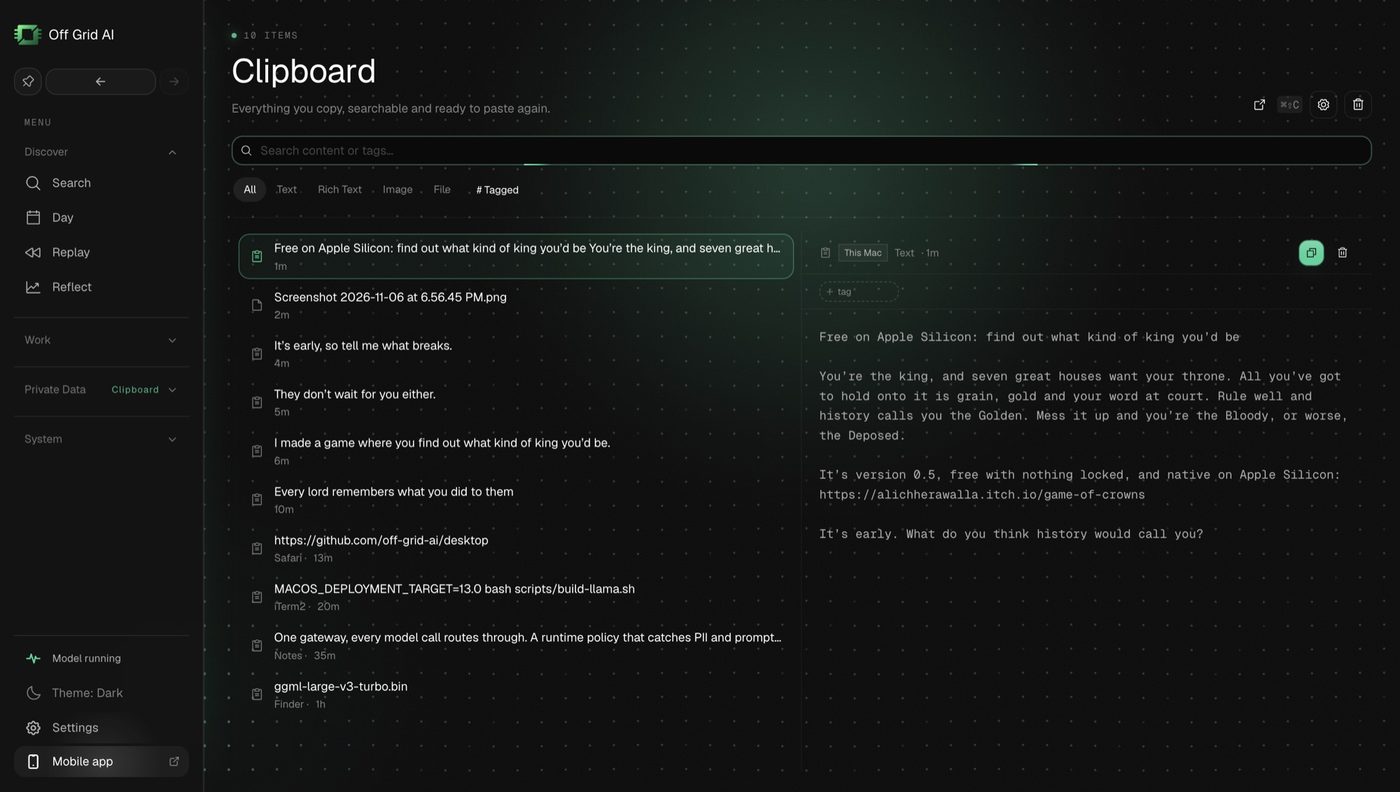 Off Grid AI
MENU
Discover
Search
Day
Replay
Reflect
Work
Private Data Clipboard
System
Model running
Theme: Dark
Settings
Mobile app
10 ITEMS
Clipboard
Everything you copy, searchable and ready to paste again.
⌘⇧C
Search content or tags...
All Text Rich Text Image File # Tagged
Free on Apple Silicon: find out what kind of king you'd be You're the king, and seven great h...
1m
Screenshot 2026-11-06 at 6.56.45 PM.png
2m
It's early, so tell me what breaks.
4m
They don't wait for you either.
5m
I made a game where you find out what kind of king you'd be.
6m
Every lord remembers what you did to them
10m
https://github.com/off-grid-ai/desktop
Safari · 13m
MACOS_DEPLOYMENT_TARGET=13.0 bash scripts/build-llama.sh
iTerm2 · 20m
One gateway, every model call routes through. A runtime policy that catches PII and prompt...
Notes · 35m
ggml-large-v3-turbo.bin
Finder · 1h
This Mac Text · 1m
+ tag
Free on Apple Silicon: find out what kind of king you'd be
You're the king, and seven great houses want your throne. All you've got
to hold onto it is grain, gold and your word at court. Rule well and
history calls you the Golden. Mess it up and you're the Bloody, or worse,
the Deposed.
It's version 0.5, free with nothing locked, and native on Apple Silicon:
https://alichherawalla.itch.io/game-of-crowns
It's early. What do you think history would call you?